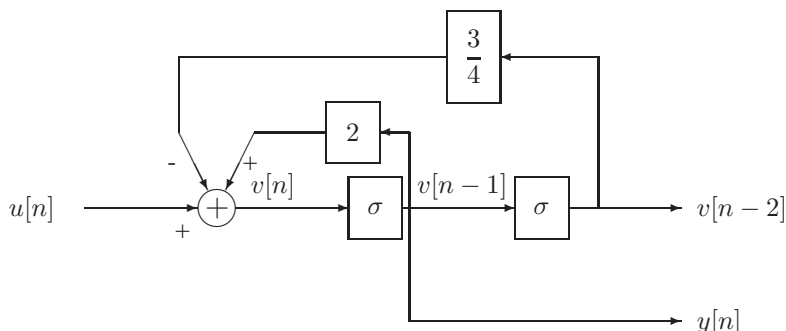 3
4
2
- +
v[n] v[n − 1]
u[n] + σ σ v[n − 2]
+
y[n]